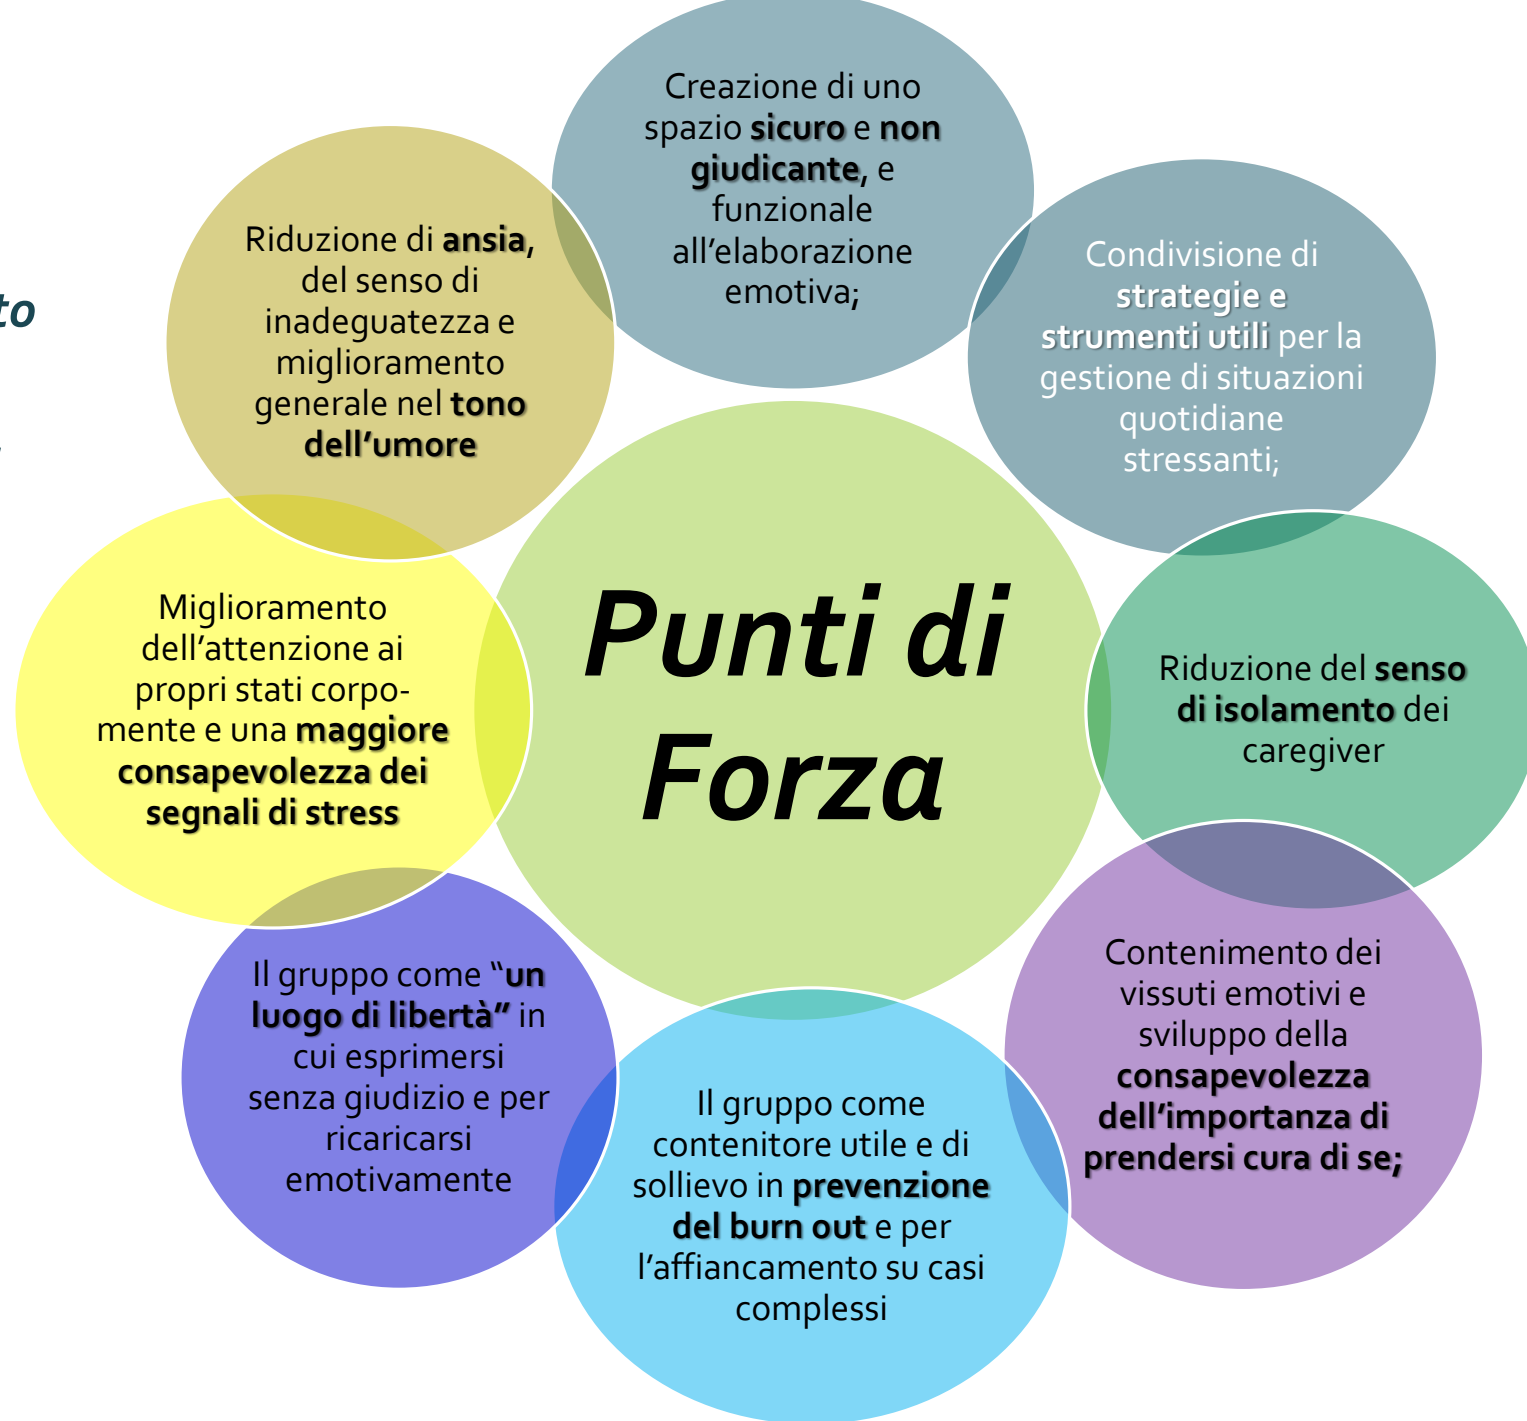 Creazione di uno
spazio sicuro e non
giudicante, e
funzionale
all’elaborazione
emotiva;
Condivisione di
strategie e
strumenti utili per la
gestione di situazioni
quotidiane
stressanti;
Riduzione del senso
di isolamento dei
caregiver
Contenimento dei
vissuti emotivi e
sviluppo della
consapevolezza
dell’importanza di
prendersi cura di se;
Il gruppo come
contenitore utile e di
sollievo in prevenzione
del burn out e per
l’affiancamento su casi
complessi
Il gruppo come “un
luogo di libertà” in
cui esprimersi
senza giudizio e per
ricaricarsi
emotivamente
Miglioramento
dell’attenzione ai
propri stati corpo-
mente e una maggiore
consapevolezza dei
segnali di stress
Riduzione di ansia,
del senso di
inadeguatezza e
miglioramento
generale nel tono
dell’umore
Punti di
Forza